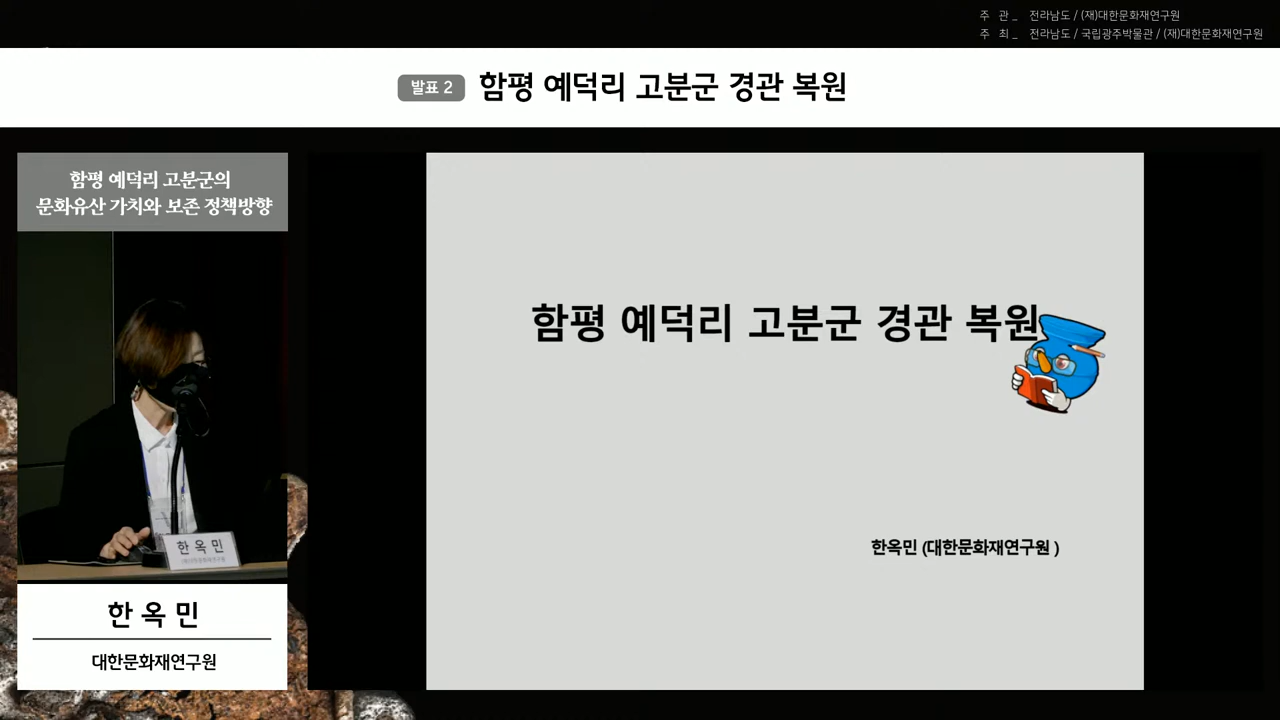 주 관 _ 전라남도 / (재)대한문화재연구원
주 최 _ 전라남도 / 국립광주박물관 / (재)대한문화재연구원
발표 2 함평 예덕리 고분군 경관 복원
함평 예덕리 고분군의
문화유산 가치와 보존 정책방향
함평 예덕리 고분군 경관 복원
한옥민 (대한문화재연구원 )
한 옥 민
한 옥 민
대한문화재연구원